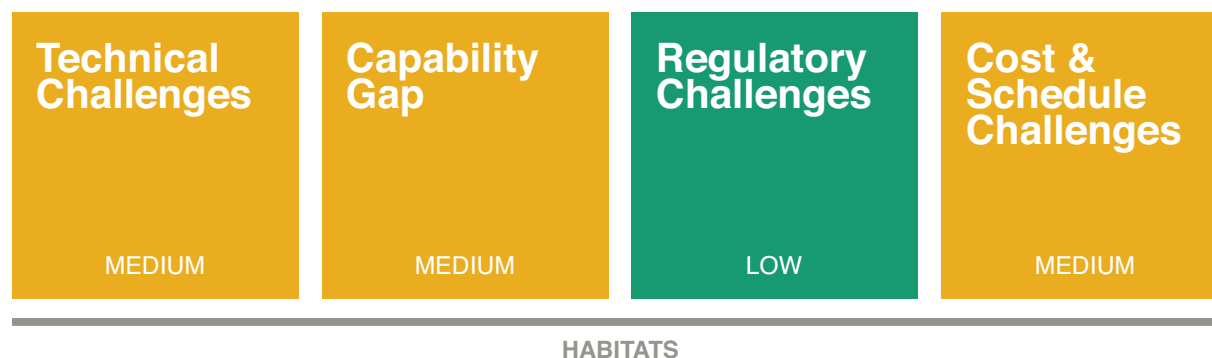 Technical
Challenges
MEDIUM
Capability
Gap
MEDIUM
Regulatory
Challenges
LOW
Cost &
Schedule
Challenges
MEDIUM
HABITATS